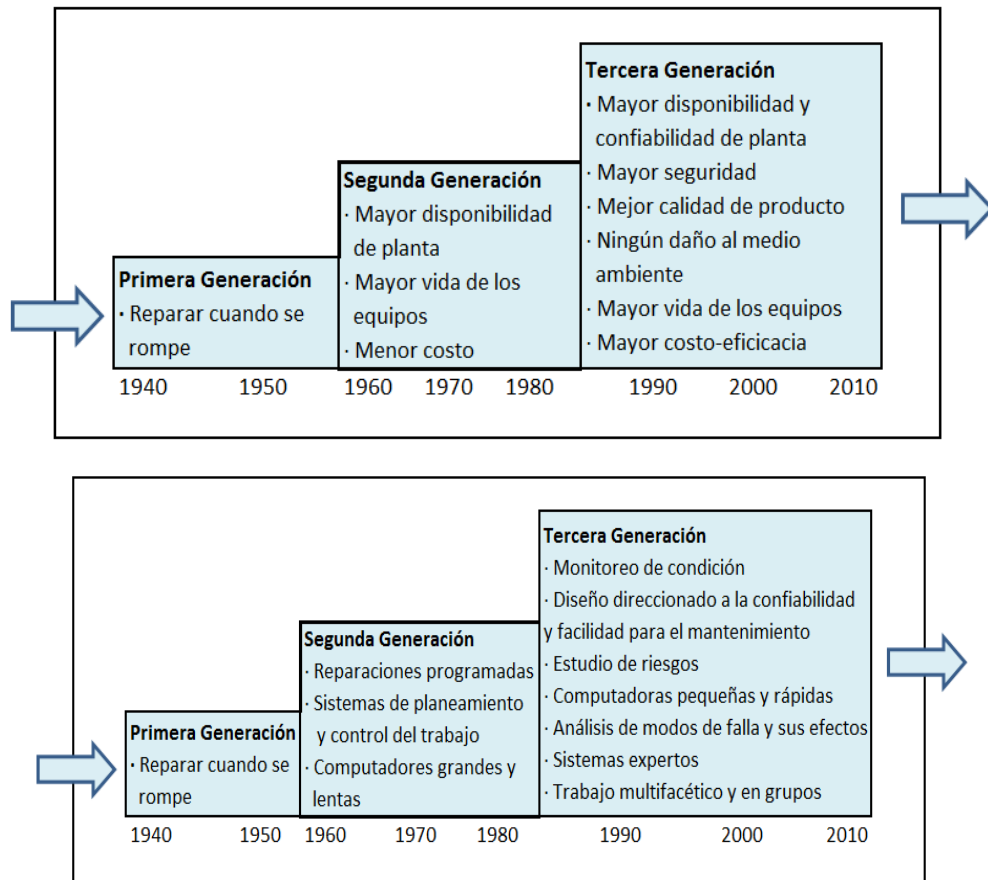 Primera Generación
· Reparar cuando se
rompe
Segunda Generación
· Mayor disponibilidad
de planta
· Mayor vida de los
equipos
· Menor costo
Tercera Generación
· Mayor disponibilidad y
confiabilidad de planta
· Mayor seguridad
· Mejor calidad de producto
· Ningún daño al medio
ambiente
· Mayor vida de los equipos
· Mayor costo-eficicacia
1940 1950 1960 1970 1980 1990 2000 2010
Primera Generación
· Reparar cuando se
rompe
Segunda Generación
· Reparaciones programadas
· Sistemas de planeamiento
y control del trabajo
· Computadores grandes y
lentas
Tercera Generación
· Monitoreo de condición
· Diseño direccionado a la confiabilidad
y facilidad para el mantenimiento
· Estudio de riesgos
· Computadoras pequeñas y rápidas
· Análisis de modos de falla y sus efectos
· Sistemas expertos
· Trabajo multifacético y en grupos
1940 1950 1960 1970 1980 1990 2000 2010